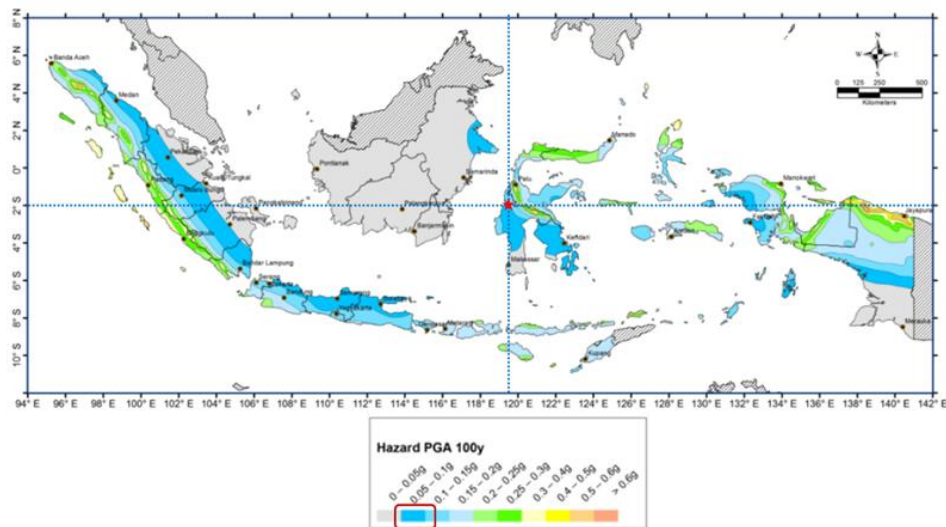 8° N
6° N
4° N
2° N
0°
2° S
4° S
6° S
8° S
10° S
Banda Aceh
Medan
Pekanbaru
Padang
Kuala Tungkal
Muara Bungo
Pangkalpinang
Palembang
Bengkulu
Bandar Lampung
Serang
Jakarta
Bandung
Semarang
Yogyakarta
Surabaya
Denpasar
Mataram
Kupang
Pontianak
Samarinda
Banjarmasin
Palu
Manado
Kendari
Makassar
Ambon
Manokwari
Jayapura
Merauke
N
W
E
S
0 125 250 500
Kilometers
94° E 96° E 98° E 100° E 102° E 104° E 106° E 108° E 110° E 112° E 114° E 116° E 118° E 120° E 122° E 124° E 126° E 128° E 130° E 132° E 134° E 136° E 138° E 140° E 142° E
Hazard PGA 100y
0 – 0.05g
0.05 – 0.1g
0.1 – 0.15g
0.15 – 0.2g
0.2 – 0.25g
0.25 – 0.3g
0.3 – 0.4g
0.4 – 0.5g
0.5 – 0.6g
> 0.6g